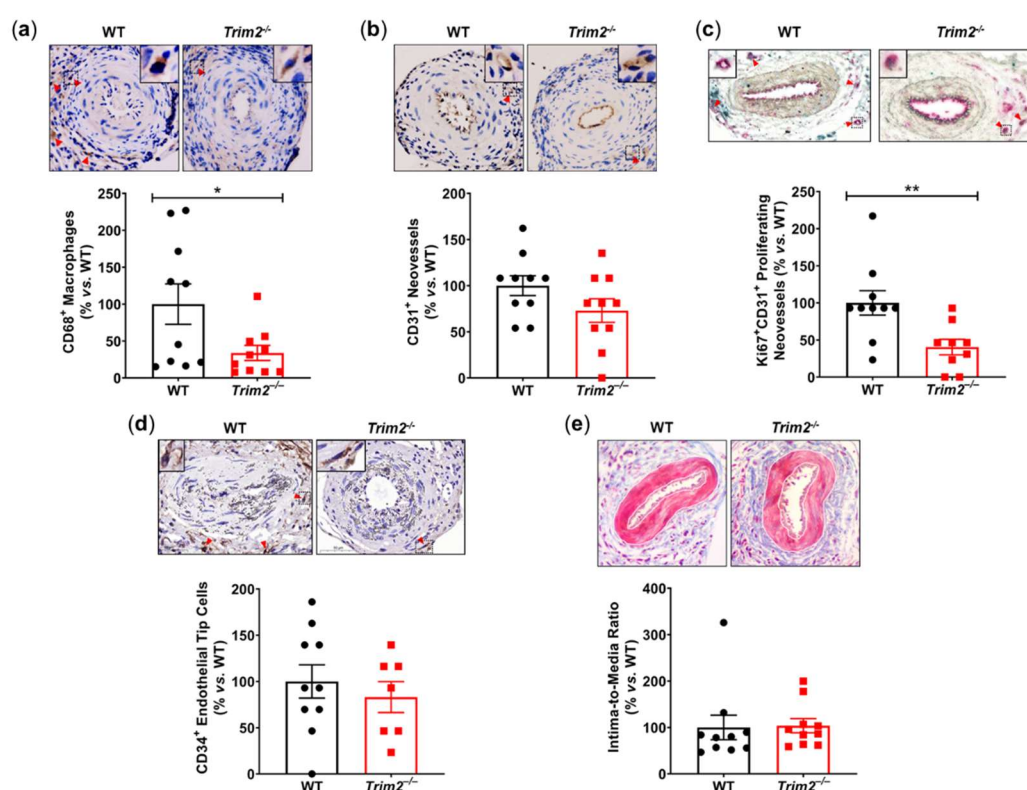 (a) WT Trim2-/-
CD68+ Macrophages
(% vs. WT)
250
200
150
100
50
0
*
WT Trim2–/–
(b) WT Trim2-/-
CD31+ Neovessels
(% vs. WT)
200
150
100
50
0
WT Trim2–/–
(c) WT Trim2-/-
Ki67+CD31+ Proliferating
Neovessels (% vs. WT)
250
200
150
100
50
0
**
WT Trim2–/–
(d) WT Trim2-/-
CD34+ Endothelial Tip Cells
(% vs. WT)
200
150
100
50
0
WT Trim2–/–
(e) WT Trim2-/-
Intima-to-Media Ratio
(% vs. WT)
400
300
200
100
0
WT Trim2–/–